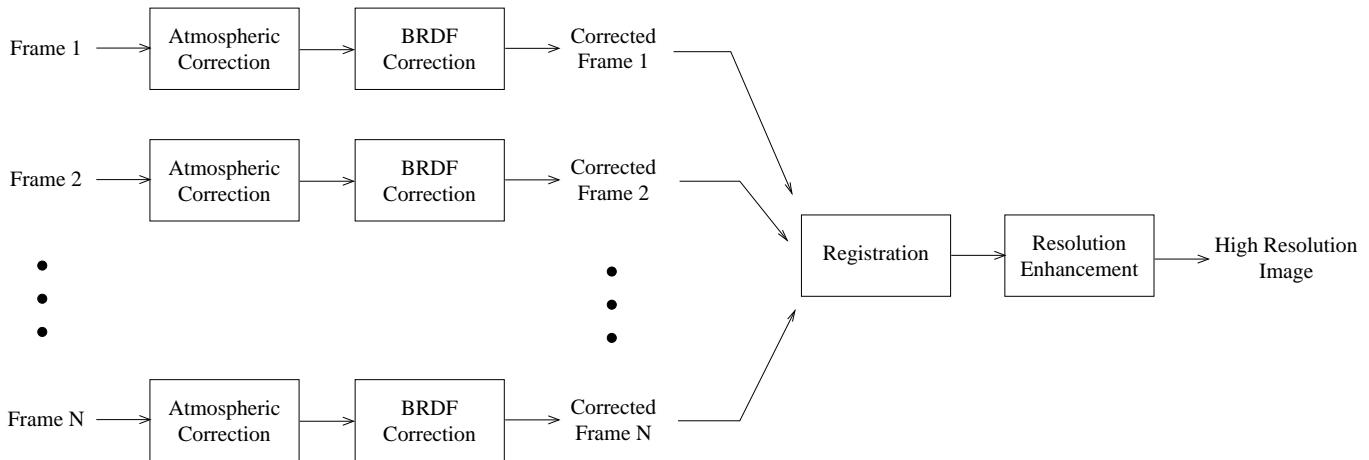 Frame 1
Atmospheric
Correction
BRDF
Correction
Corrected
Frame 1
Frame 2
Atmospheric
Correction
BRDF
Correction
Corrected
Frame 2
Registration
Resolution
Enhancement
High Resolution
Image
Frame N
Atmospheric
Correction
BRDF
Correction
Corrected
Frame N